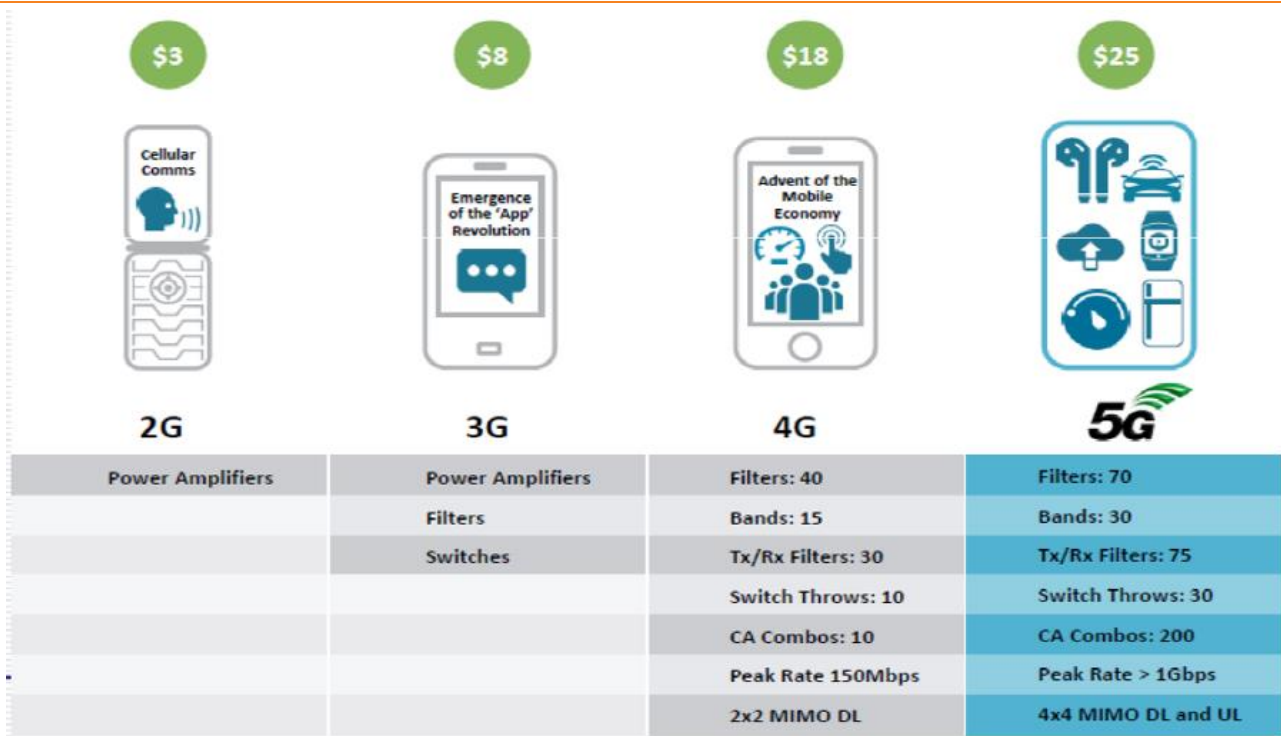 $3
$8
$18
$25
Cellular
Comms
Emergence
of the 'App'
Revolution
Advent of the
Mobile
Economy
2G
3G
4G
5G
Power Amplifiers
Power Amplifiers
Filters: 40
Filters: 70
Filters
Bands: 15
Bands: 30
Switches
Tx/Rx Filters: 30
Tx/Rx Filters: 75
Switch Throws: 10
Switch Throws: 30
CA Combos: 10
CA Combos: 200
Peak Rate 150Mbps
Peak Rate > 1Gbps
2x2 MIMO DL
4x4 MIMO DL and UL